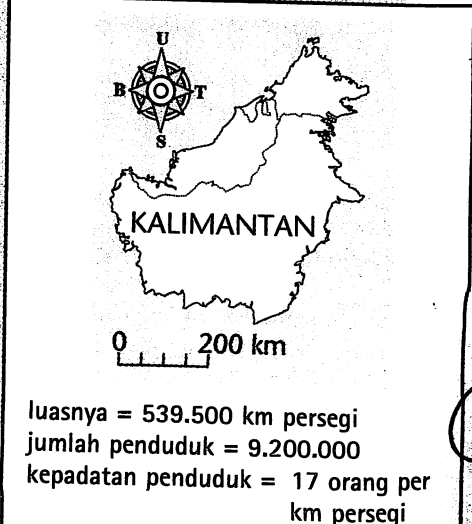 U
B T
S
KALIMANTAN
0 200 km
luasnya = 539.500 km persegi
jumlah penduduk = 9.200.000
kepadatan penduduk = 17 orang per
km persegi